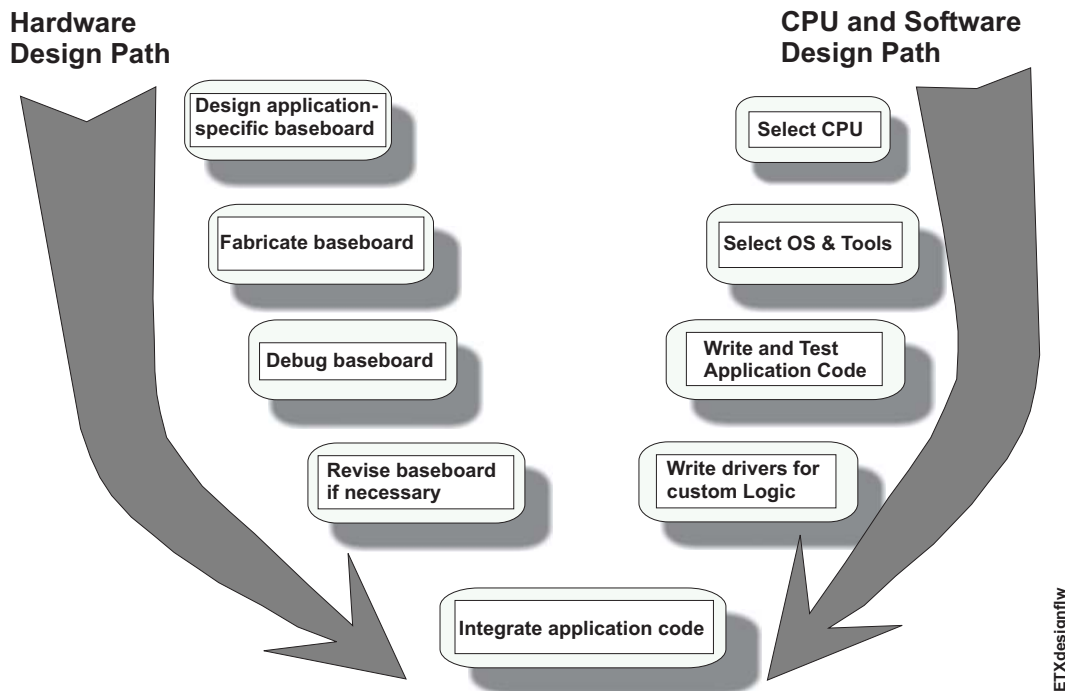 Hardware
Design Path
Design application-
specific baseboard
Fabricate baseboard
Debug baseboard
Revise baseboard
if necessary
CPU and Software
Design Path
Select CPU
Select OS & Tools
Write and Test
Application Code
Write drivers for
custom Logic
Integrate application code
ETXdesignflw